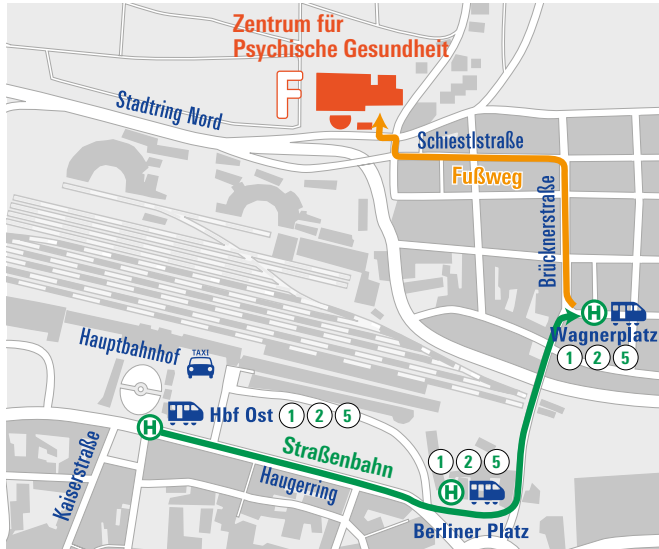 Zentrum für
Psychische Gesundheit
F
Stadtring Nord
Schiestlstraße
Fußweg
Brücknerstraße
H
Wagnerplatz
1 2 5
Hauptbahnhof
TAXI
H
Hbf Ost 1 2 5
Straßenbahn
Kaiserstraße
Haugerring
1 2 5
H
Berliner Platz